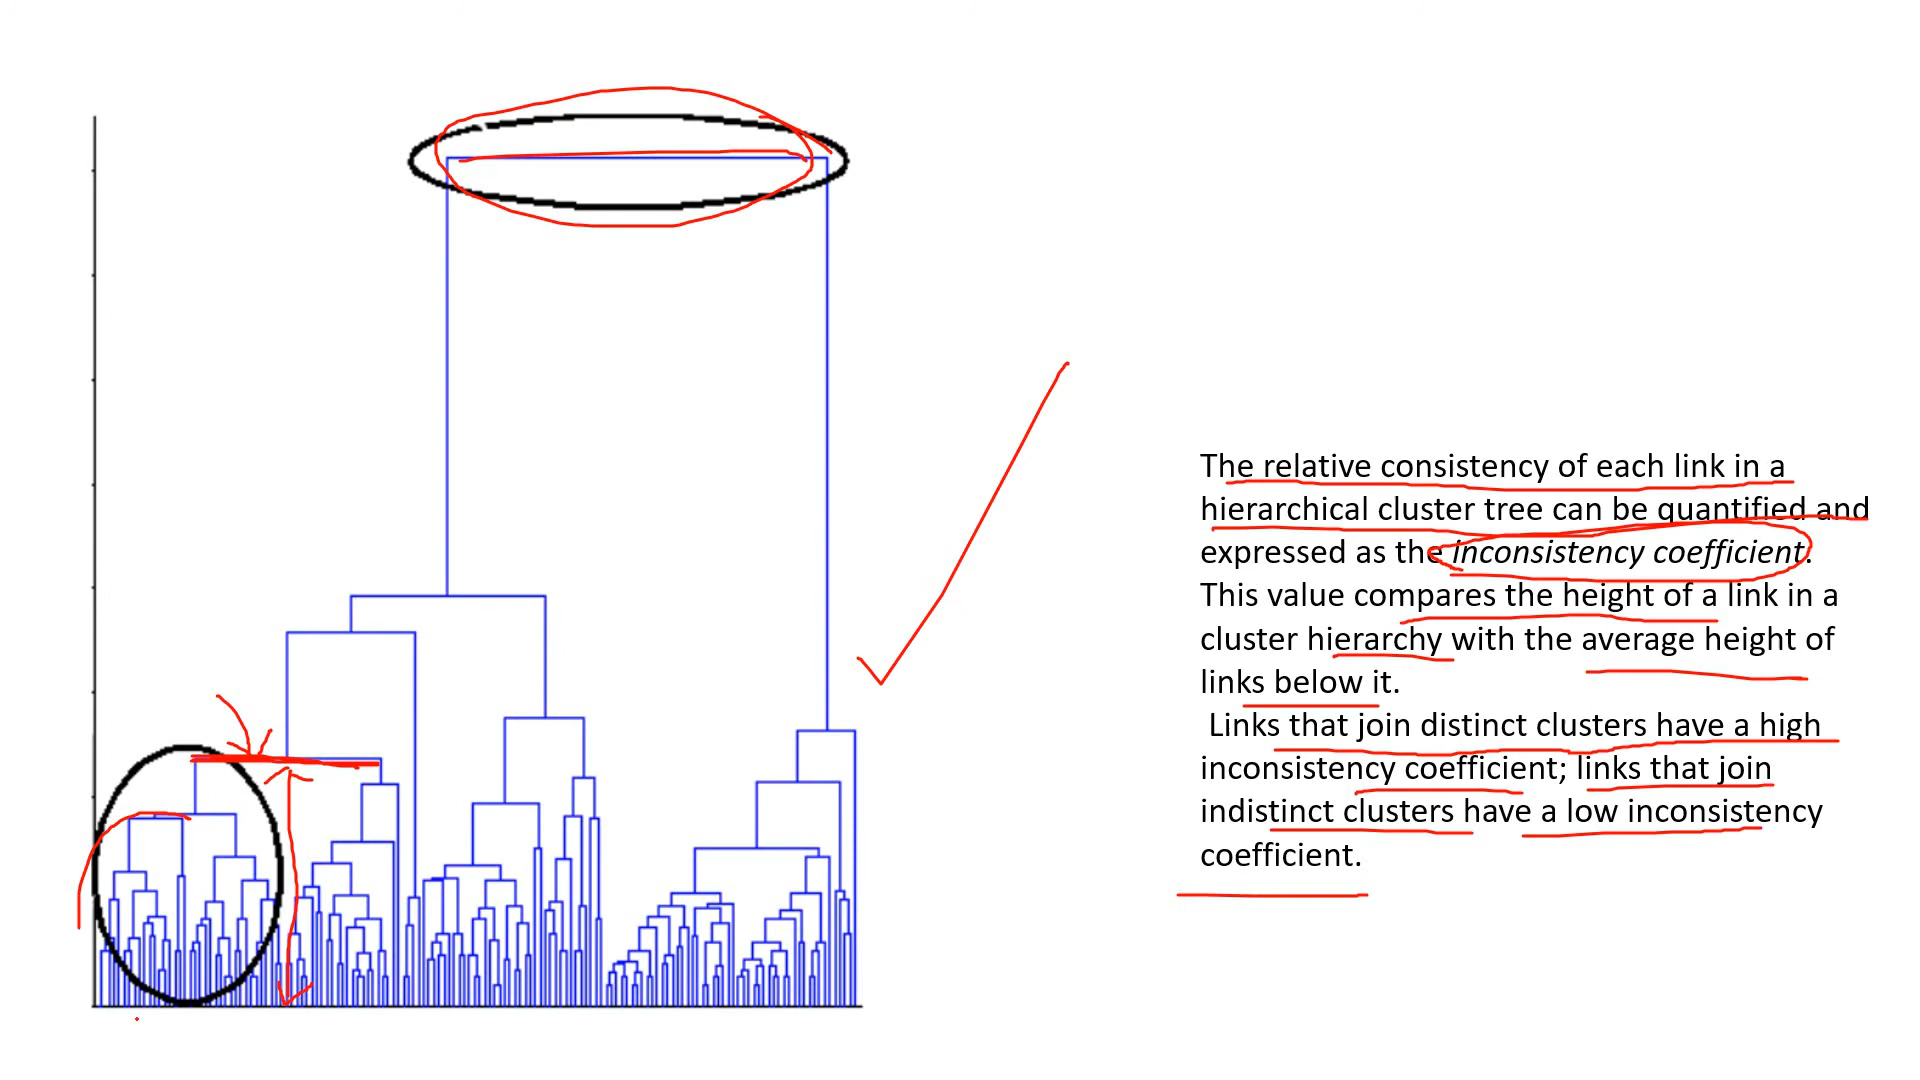 The relative consistency of each link in a
hierarchical cluster tree can be quantified and
expressed as the inconsistency coefficient.
This value compares the height of a link in a
cluster hierarchy with the average height of
links below it.
Links that join distinct clusters have a high
inconsistency coefficient; links that join
indistinct clusters have a low inconsistency
coefficient.